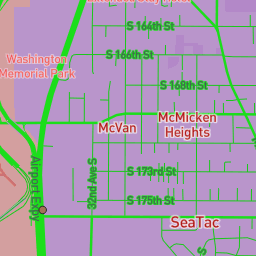 S 164th St
S 166th St
Washington
Memorial Park
S 168th St
McVan
McMicken
Heights
Airport Expy
32nd Ave S
S 173rd St
S 175th St
SeaTac
S